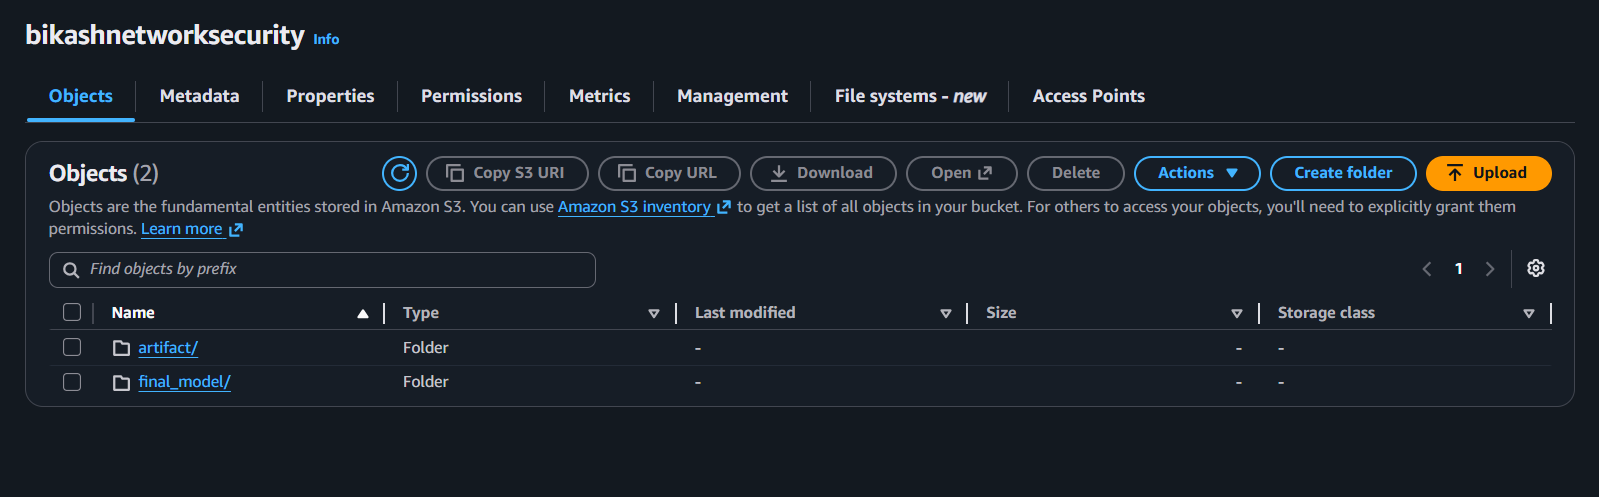 bikashnetworksecurity Info
Objects Metadata Properties Permissions Metrics Management File systems - new Access Points
Objects (2) Copy S3 URI Copy URL Download Open Delete Actions Create folder Upload
Objects are the fundamental entities stored in Amazon S3. You can use Amazon S3 inventory to get a list of all objects in your bucket. For others to access your objects, you'll need to explicitly grant them
permissions. Learn more
Find objects by prefix 1
Name Type Last modified Size Storage class
artifact/ Folder - - -
final_model/ Folder - - -